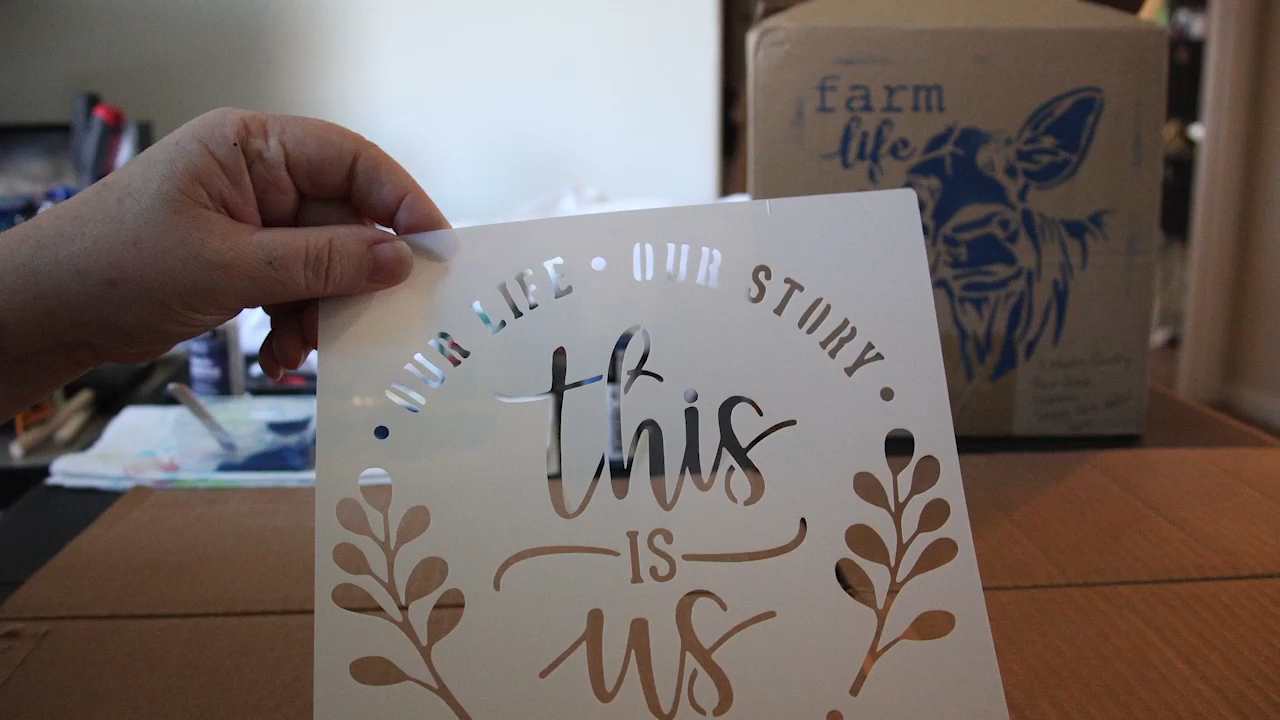 farm
life
• OUR LIFE • OUR STORY •
this
IS
us